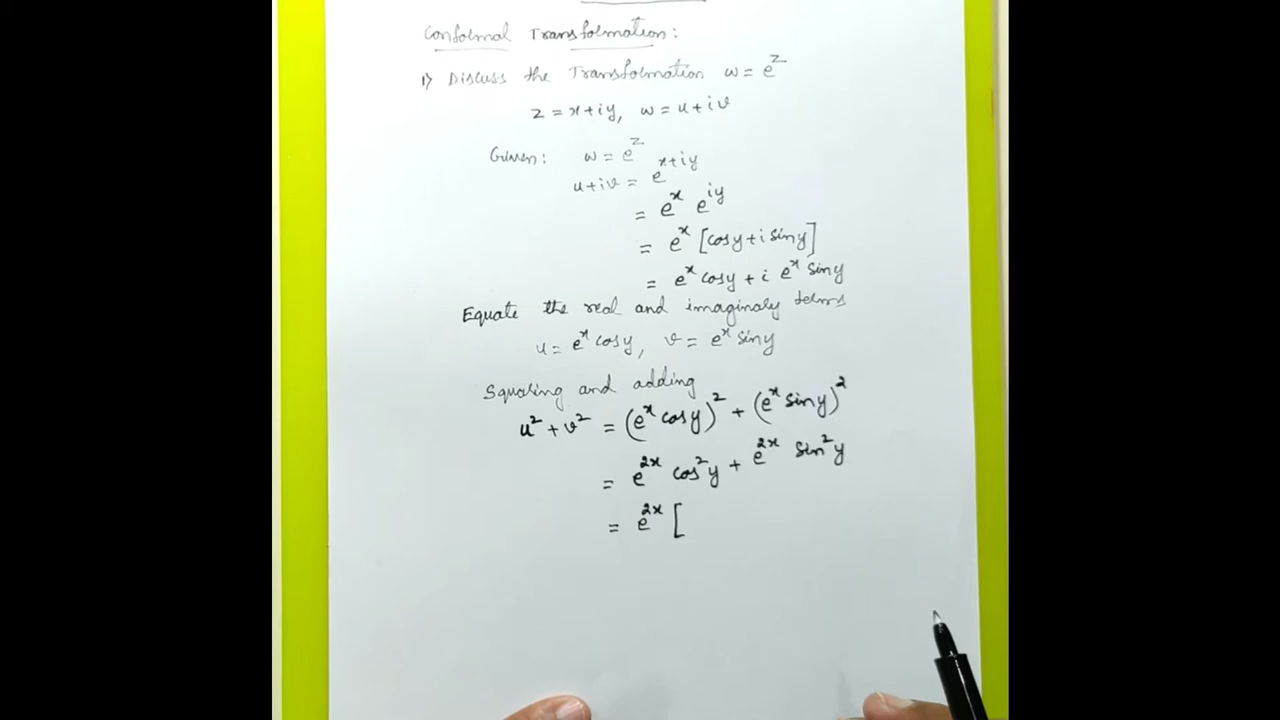 Conformal Transformation:
1) Discuss the Transformation w = e^z
z = x+iy, w = u+iv
Given: w = e^z
u+iv = e^{x+iy}
= e^x e^{iy}
= e^x [cosy + i siny]
= e^x cosy + i e^x siny
Equate the real and imaginary terms
u = e^x cosy, v = e^x siny
Squaring and adding
u² + v² = (e^x cosy)² + (e^x siny)²
= e^{2x} cos²y + e^{2x} sin²y
= e^{2x} [